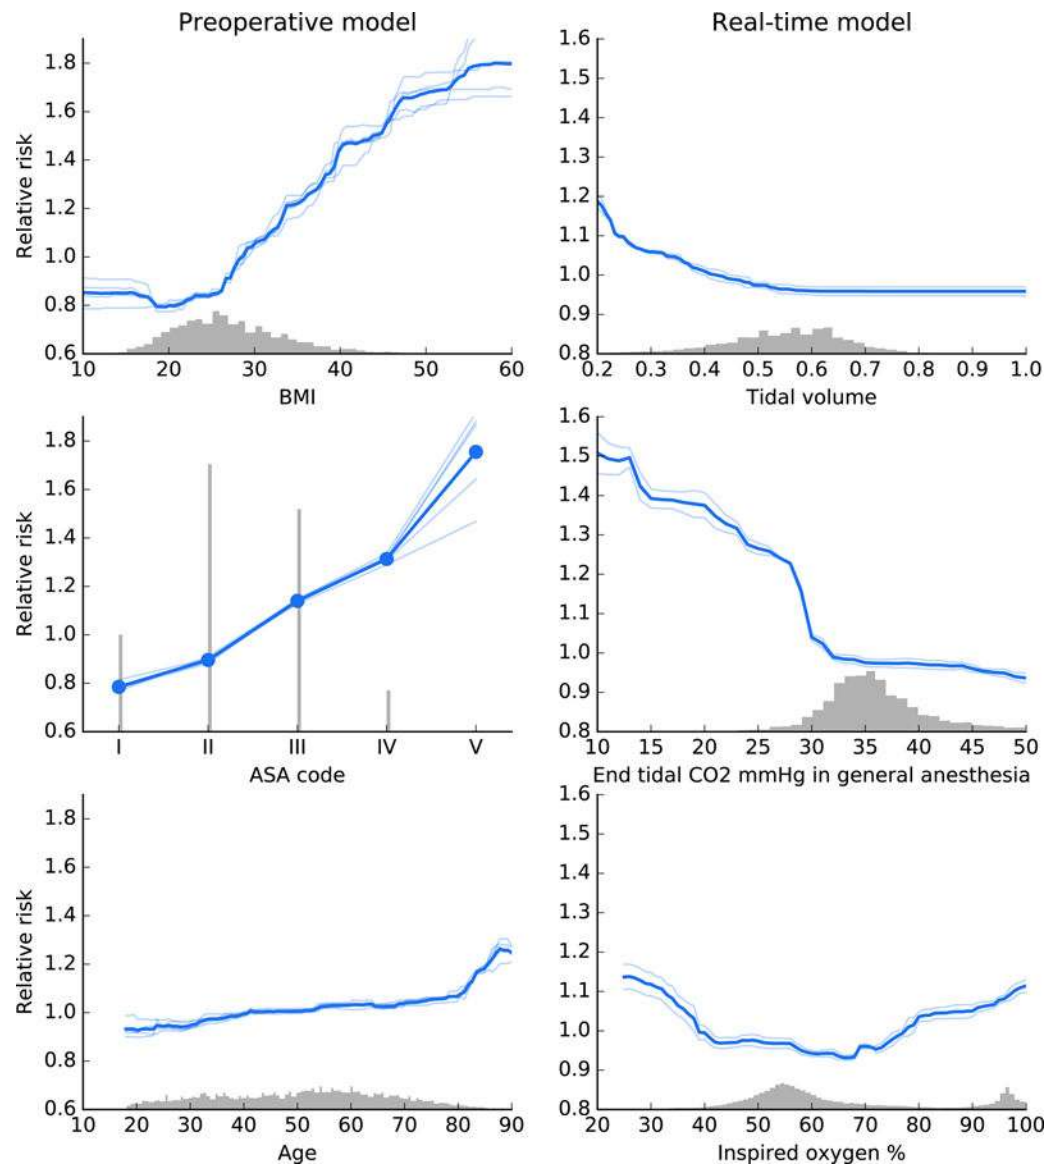 Preoperative model
Real-time model
Relative risk
1.8
1.6
1.4
1.2
1.0
0.8
0.6
10 20 30 40 50 60
BMI
1.6
1.5
1.4
1.3
1.2
1.1
1.0
0.9
0.8
0.2 0.3 0.4 0.5 0.6 0.7 0.8 0.9 1.0
Tidal volume
Relative risk
1.8
1.6
1.4
1.2
1.0
0.8
0.6
I II III IV V
ASA code
1.6
1.5
1.4
1.3
1.2
1.1
1.0
0.9
0.8
10 15 20 25 30 35 40 45 50
End tidal CO2 mmHg in general anesthesia
Relative risk
1.8
1.6
1.4
1.2
1.0
0.8
0.6
10 20 30 40 50 60 70 80 90
Age
1.6
1.5
1.4
1.3
1.2
1.1
1.0
0.9
0.8
20 30 40 50 60 70 80 90 100
Inspired oxygen %